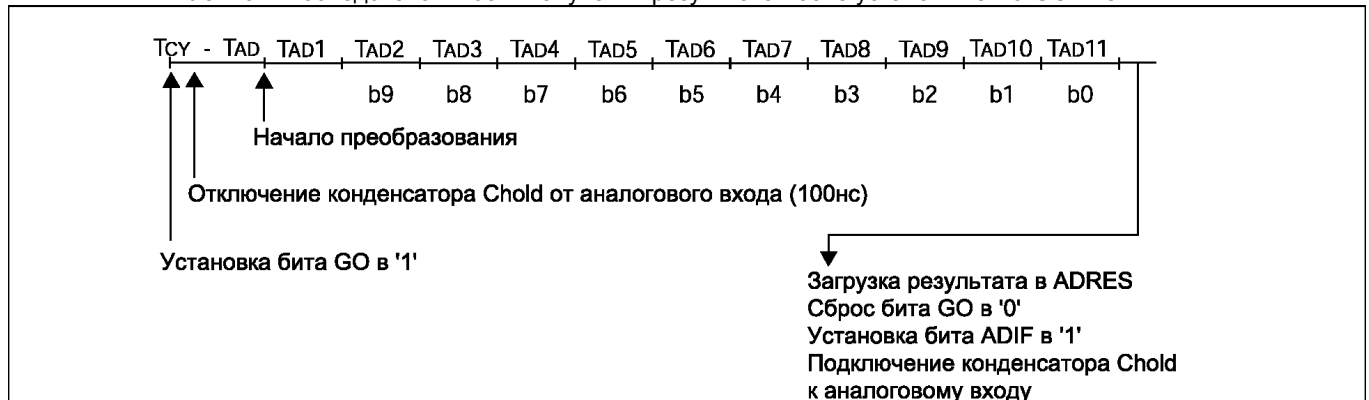 TCY - TAD TAD1 TAD2 TAD3 TAD4 TAD5 TAD6 TAD7 TAD8 TAD9 TAD10 TAD11
b9 b8 b7 b6 b5 b4 b3 b2 b1 b0
Начало преобразования
Отключение конденсатора Chold от аналогового входа (100нс)
Установка бита GO в '1'
Загрузка результата в ADRES
Сброс бита GO в '0'
Установка бита ADIF в '1'
Подключение конденсатора Chold
к аналоговому входу